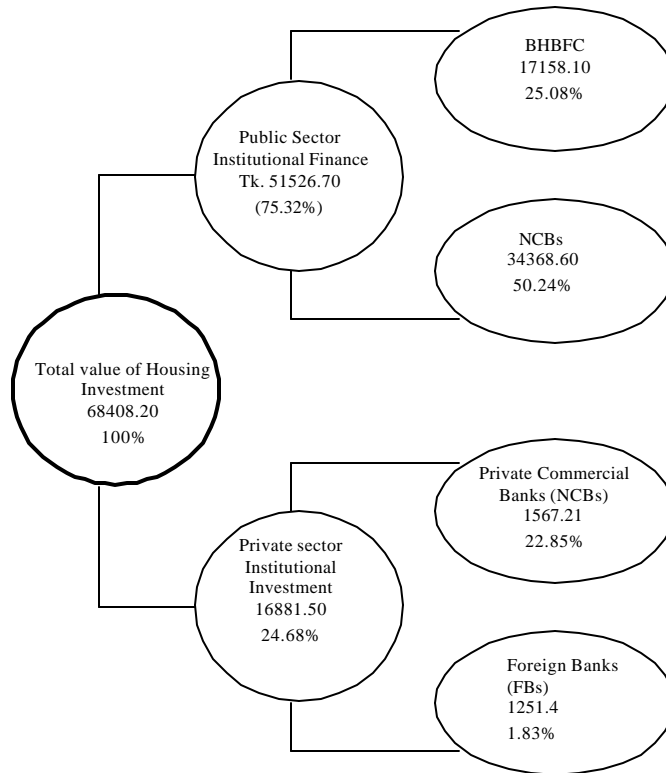 BHBFC
17158.10
25.08%
Public Sector
Institutional Finance
Tk. 51526.70
(75.32%)
NCBs
34368.60
50.24%
Total value of Housing
Investment
68408.20
100%
Private Commercial
Banks (NCBs)
1567.21
22.85%
Private sector
Institutional
Investment
16881.50
24.68%
Foreign Banks
(FBs)
1251.4
1.83%